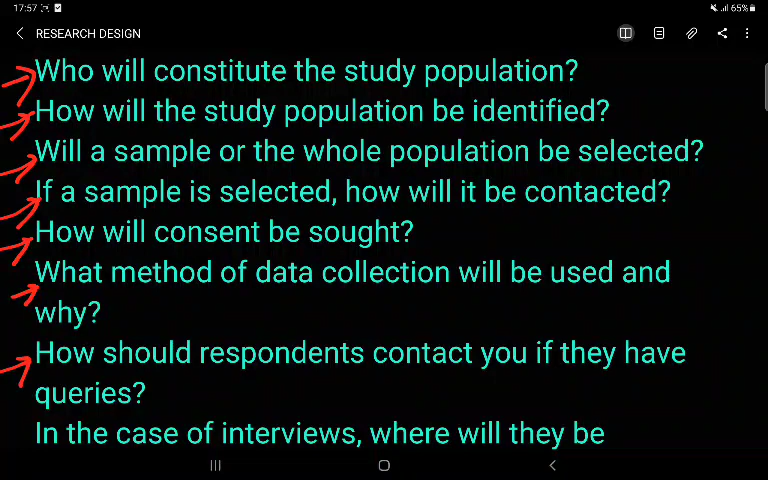 17:57
65%
RESEARCH DESIGN
Who will constitute the study population?
How will the study population be identified?
Will a sample or the whole population be selected?
If a sample is selected, how will it be contacted?
How will consent be sought?
What method of data collection will be used and
why?
How should respondents contact you if they have
queries?
In the case of interviews, where will they be